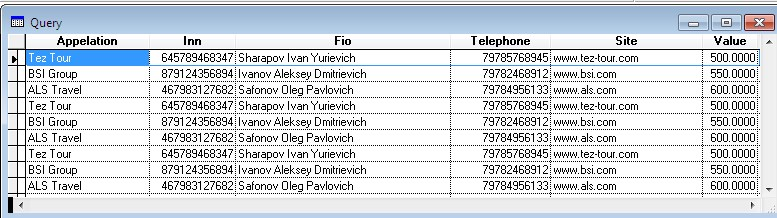 Query
Appelation Inn Fio Telephone Site Value
Tez Tour 645789468347 Sharapov Ivan Yurievich 79785768945 www.tez-tour.com 500.0000
BSI Group 879124356894 Ivanov Aleksey Dmitrievich 79782468912 www.bsi.com 550.0000
ALS Travel 467983127682 Safonov Oleg Pavlovich 79784956133 www.als.com 600.0000
Tez Tour 645789468347 Sharapov Ivan Yurievich 79785768945 www.tez-tour.com 500.0000
BSI Group 879124356894 Ivanov Aleksey Dmitrievich 79782468912 www.bsi.com 550.0000
ALS Travel 467983127682 Safonov Oleg Pavlovich 79784956133 www.als.com 600.0000
Tez Tour 645789468347 Sharapov Ivan Yurievich 79785768945 www.tez-tour.com 500.0000
BSI Group 879124356894 Ivanov Aleksey Dmitrievich 79782468912 www.bsi.com 550.0000
ALS Travel 467983127682 Safonov Oleg Pavlovich 79784956133 www.als.com 600.0000